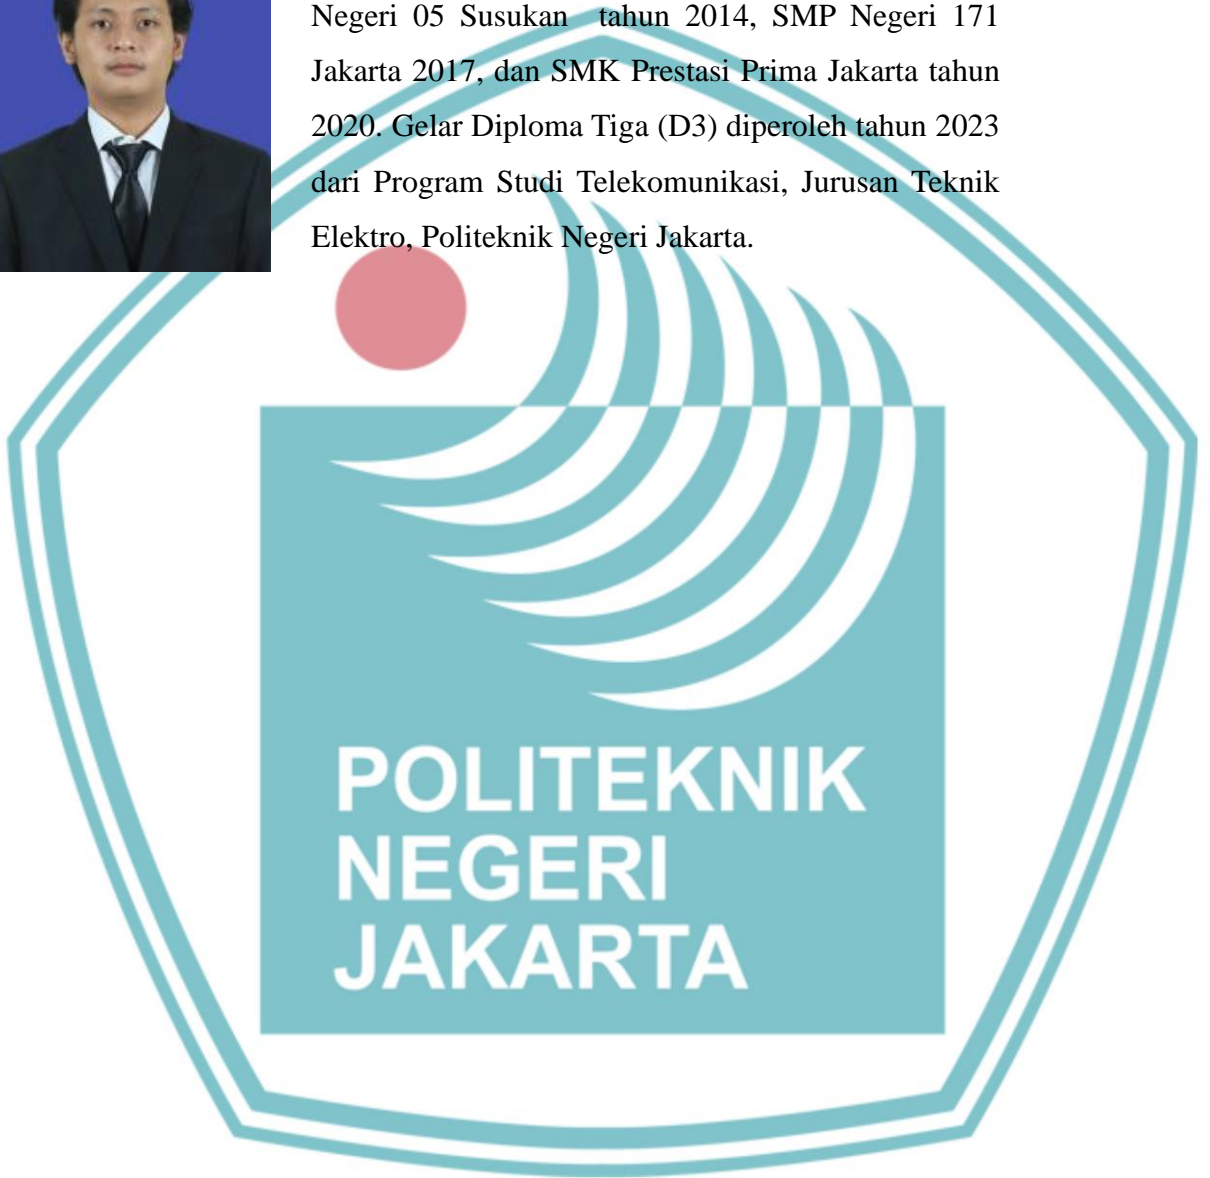 Negeri 05 Susukan tahun 2014, SMP Negeri 171
Jakarta 2017, dan SMK Prestasi Prima Jakarta tahun
2020. Gelar Diploma Tiga (D3) diperoleh tahun 2023
dari Program Studi Telekomunikasi, Jurusan Teknik
Elektro, Politeknik Negeri Jakarta.
POLITEKNIK
NEGERI
JAKARTA